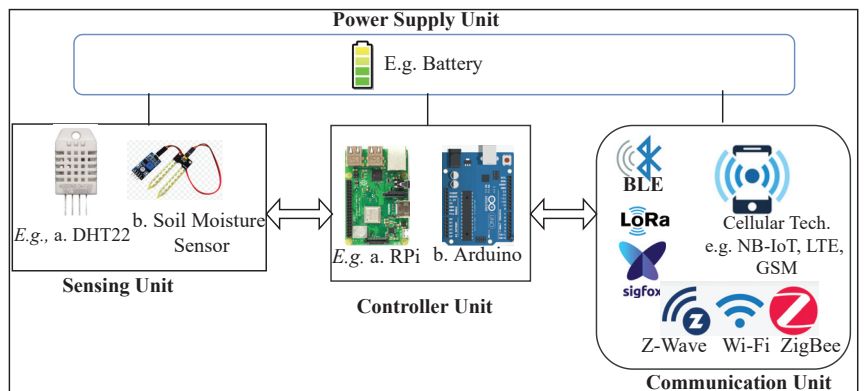 Power Supply Unit
E.g. Battery
E.g., a. DHT22
b. Soil Moisture
Sensor
Sensing Unit
E.g. a. RPi
b. Arduino
Controller Unit
BLE
LoRa
sigfox
Cellular Tech.
e.g. NB-IoT, LTE,
GSM
Z-Wave
Wi-Fi
ZigBee
Communication Unit